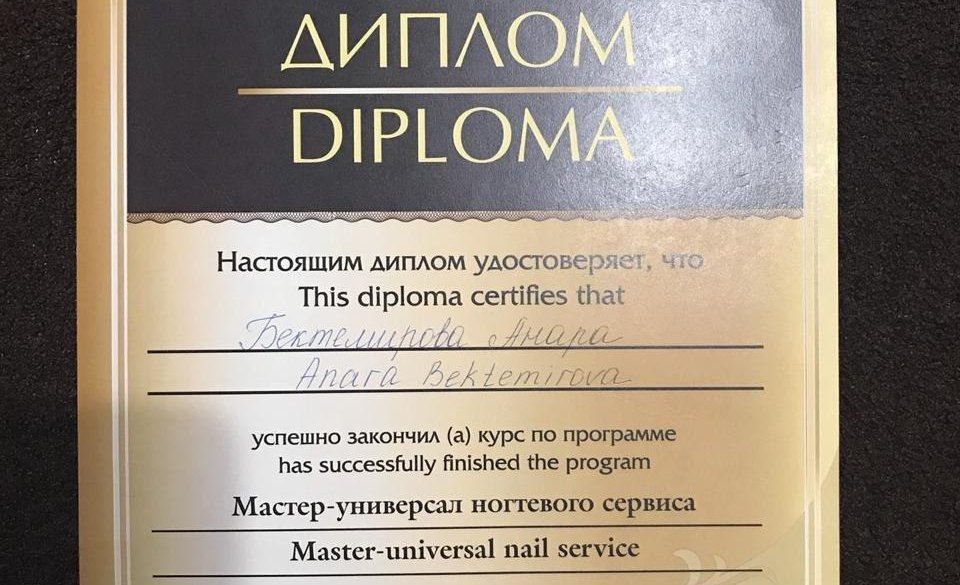 ДИПЛОМ
DIPLOMA
Настоящим диплом удостоверяет, что
This diploma certifies that
Бектемирова Анара
Anara Bektemirova
успешно закончил (а) курс по программе
has successfully finished the program
Мастер-универсал ногтевого сервиса
Master-universal nail service